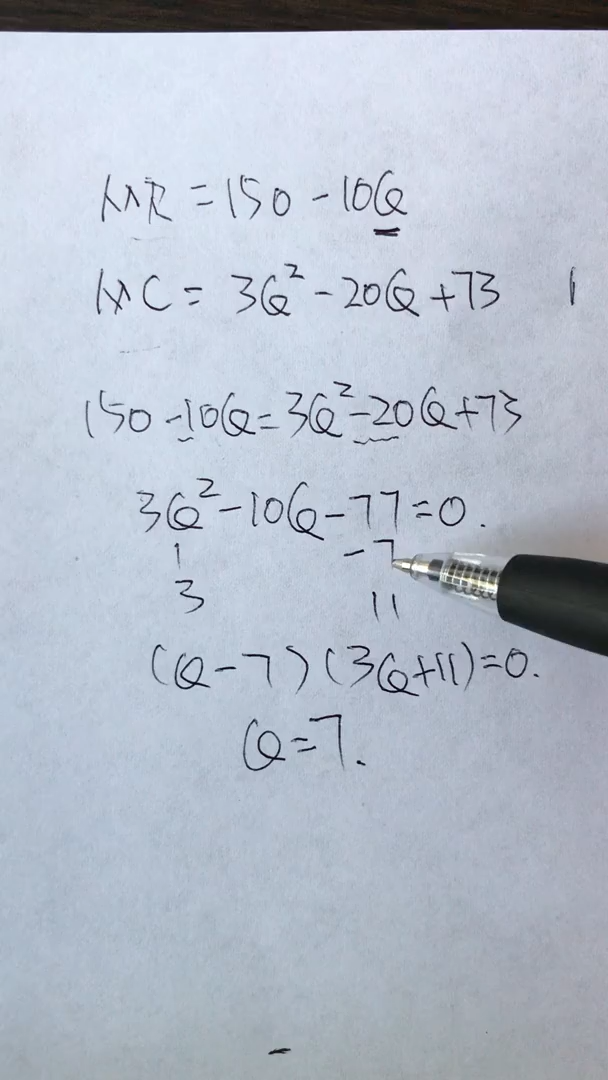 MR = 150 - 10Q
MC = 3Q² - 20Q + 73
150 - 10Q = 3Q² - 20Q + 73
3Q² - 10Q - 77 = 0.
1 -7
3 11
(Q - 7)(3Q + 11) = 0.
Q = 7.